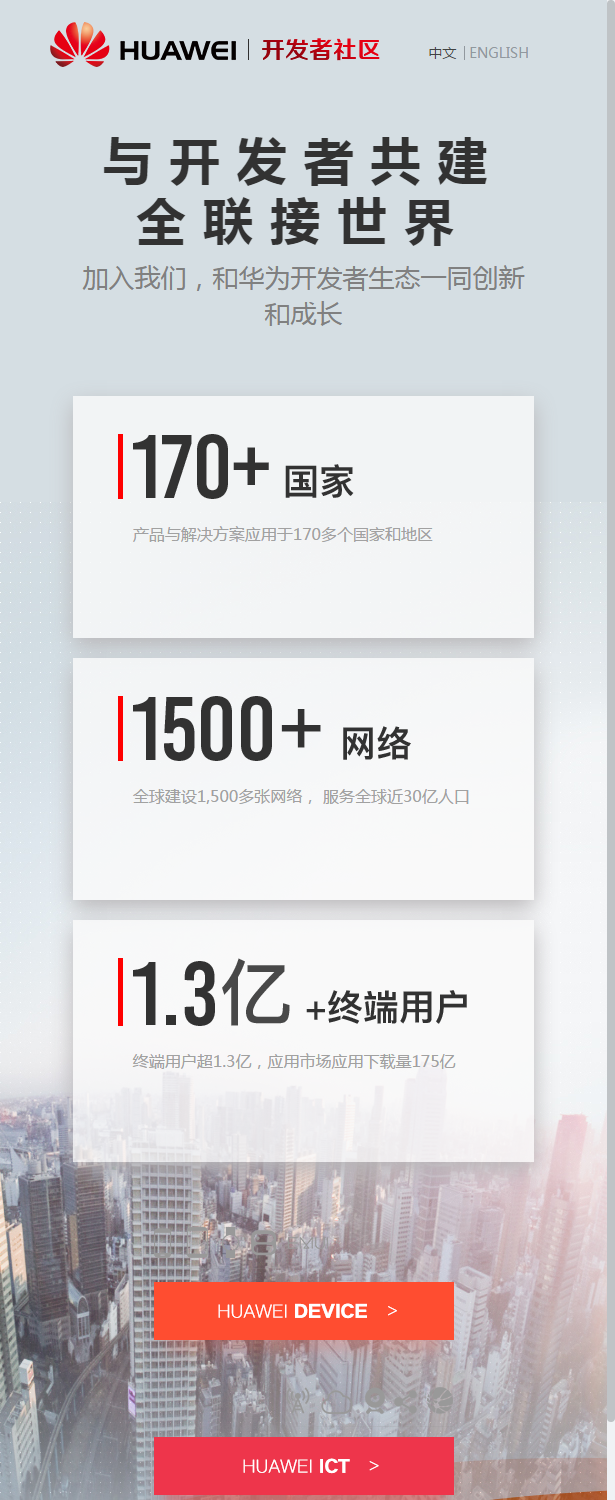 HUAWEI | 开发者社区
中文 | ENGLISH
与开发者共建
全联接世界
加入我们，和华为开发者生态一同创新
和成长
170+ 国家
产品与解决方案应用于170多个国家和地区
1500+ 网络
全球建设1,500多张网络， 服务全球近30亿人口
1.3亿 +终端用户
终端用户超1.3亿，应用市场应用下载量175亿
HUAWEI DEVICE >
HUAWEI ICT >